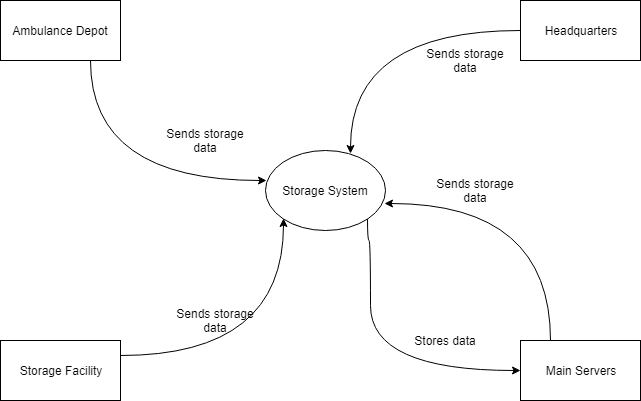 Ambulance Depot
Headquarters
Sends storage
data
Sends storage
data
Storage System
Sends storage
data
Sends storage
data
Stores data
Storage Facility
Main Servers